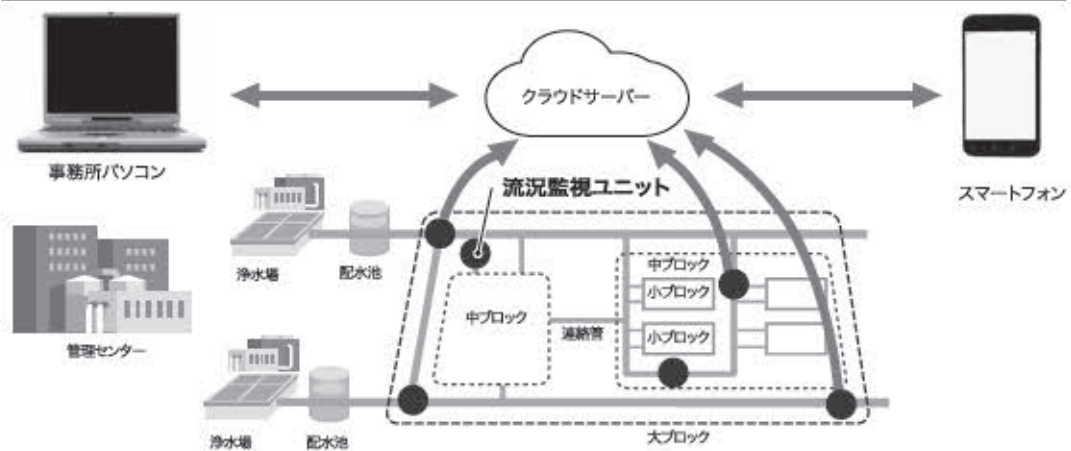 クラウドサーバー
事務所パソコン
スマートフォン
流況監視ユニット
浄水場
配水池
中ブロック
小ブロック
中ブロック
連絡管
小ブロック
管理センター
浄水場
配水池
大ブロック